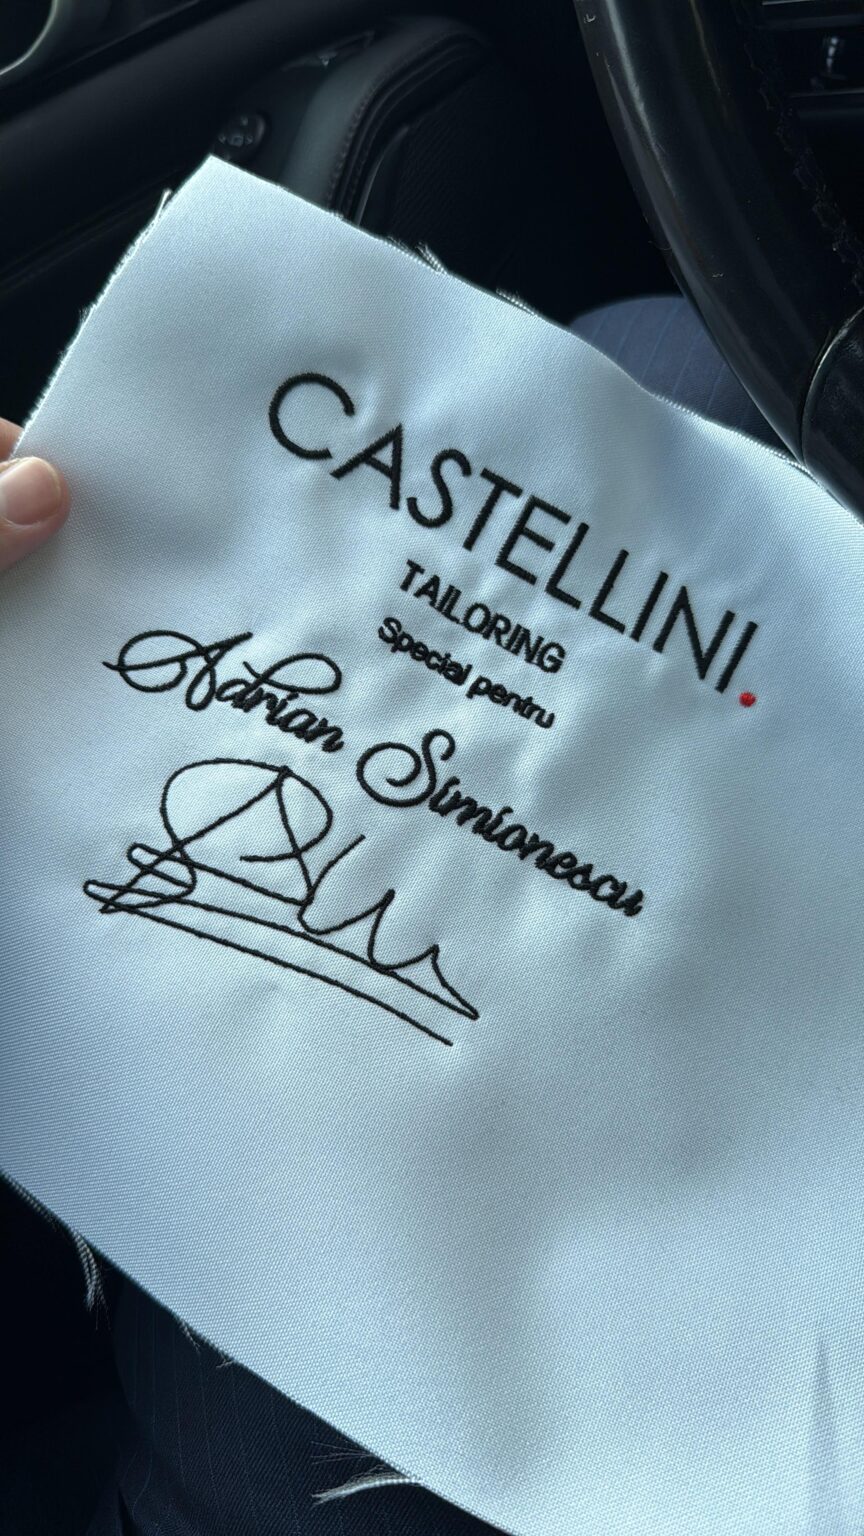 CASTELLINI.
TAILORING
Special pentru
Adrian Simionescu